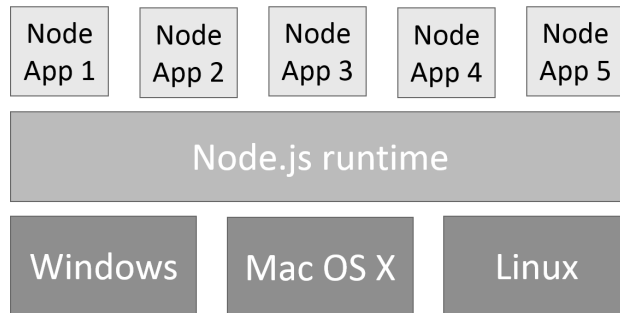 Node
App 1
Node
App 2
Node
App 3
Node
App 4
Node
App 5
Node.js runtime
Windows
Mac OS X
Linux